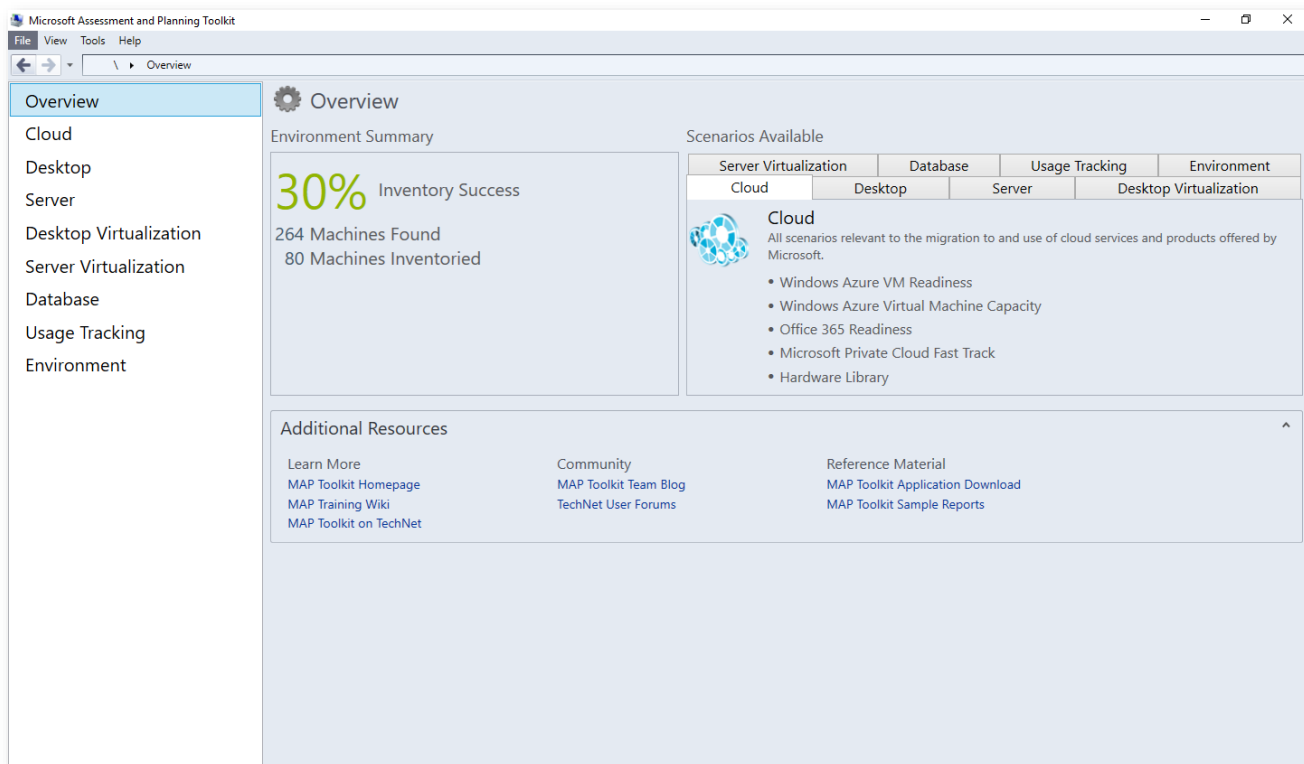 Microsoft Assessment and Planning Toolkit
File View Tools Help
\ Overview
Overview
Cloud
Desktop
Server
Desktop Virtualization
Server Virtualization
Database
Usage Tracking
Environment
Overview
Environment Summary
30% Inventory Success
264 Machines Found
80 Machines Inventoried
Scenarios Available
Server Virtualization Database Usage Tracking Environment
Cloud Desktop Server Desktop Virtualization
Cloud
All scenarios relevant to the migration to and use of cloud services and products offered by
Microsoft.
• Windows Azure VM Readiness
• Windows Azure Virtual Machine Capacity
• Office 365 Readiness
• Microsoft Private Cloud Fast Track
• Hardware Library
Additional Resources
Learn More
MAP Toolkit Homepage
MAP Training Wiki
MAP Toolkit on TechNet
Community
MAP Toolkit Team Blog
TechNet User Forums
Reference Material
MAP Toolkit Application Download
MAP Toolkit Sample Reports